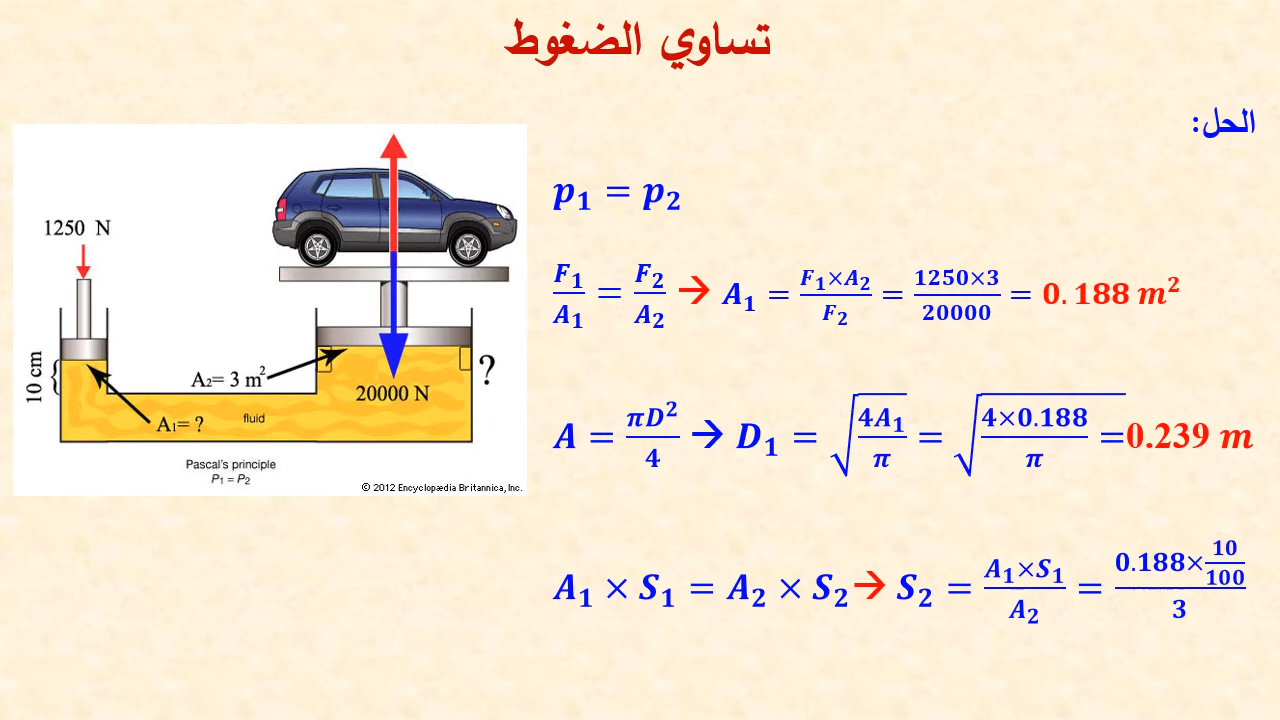 تساوي الضغوط
الحل:
p₁ = p₂
F₁/A₁ = F₂/A₂ → A₁ = (F₁×A₂)/F₂ = (1250×3)/20000 = 0.188 m²
A = πD²/4 → D₁ = √(4A₁/π) = √(4×0.188/π) =0.239 m
A₁ × S₁ = A₂ × S₂ → S₂ = (A₁×S₁)/A₂ = (0.188×10/100)/3
1250 N
10 cm
A₂= 3 m²
?
20000 N
A₁= ?
fluid
Pascal's principle
P₁ = P₂
© 2012 Encyclopædia Britannica, Inc.